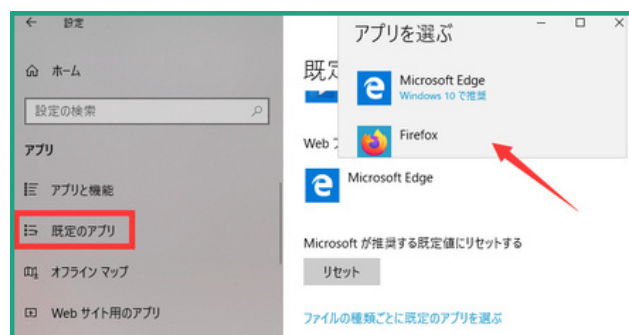 設定
ホーム
設定の検索
アプリ
アプリと機能
既定のアプリ
オフライン マップ
Web サイト用のアプリ
アプリを選ぶ
Microsoft Edge
Windows 10 で推奨
Firefox
既定
Web ブ
Microsoft Edge
Microsoft が推奨する既定値にリセットする
リセット
ファイルの種類ごとに既定のアプリを選ぶ